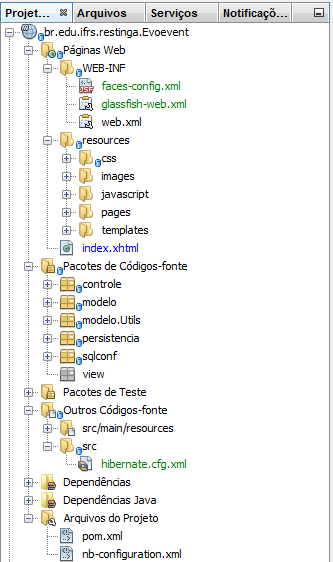 Projet... Arquivos Serviços Notificaçõ...
br.edu.ifrs.restinga.Evoevent
Páginas Web
WEB-INF
faces-config.xml
glassfish-web.xml
web.xml
resources
css
images
javascript
pages
templates
index.xhtml
Pacotes de Códigos-fonte
controle
modelo
modelo.Utils
persistencia
sqlconf
view
Pacotes de Teste
Outros Códigos-fonte
src/main/resources
src
hibernate.cfg.xml
Dependências
Dependências Java
Arquivos do Projeto
pom.xml
nb-configuration.xml